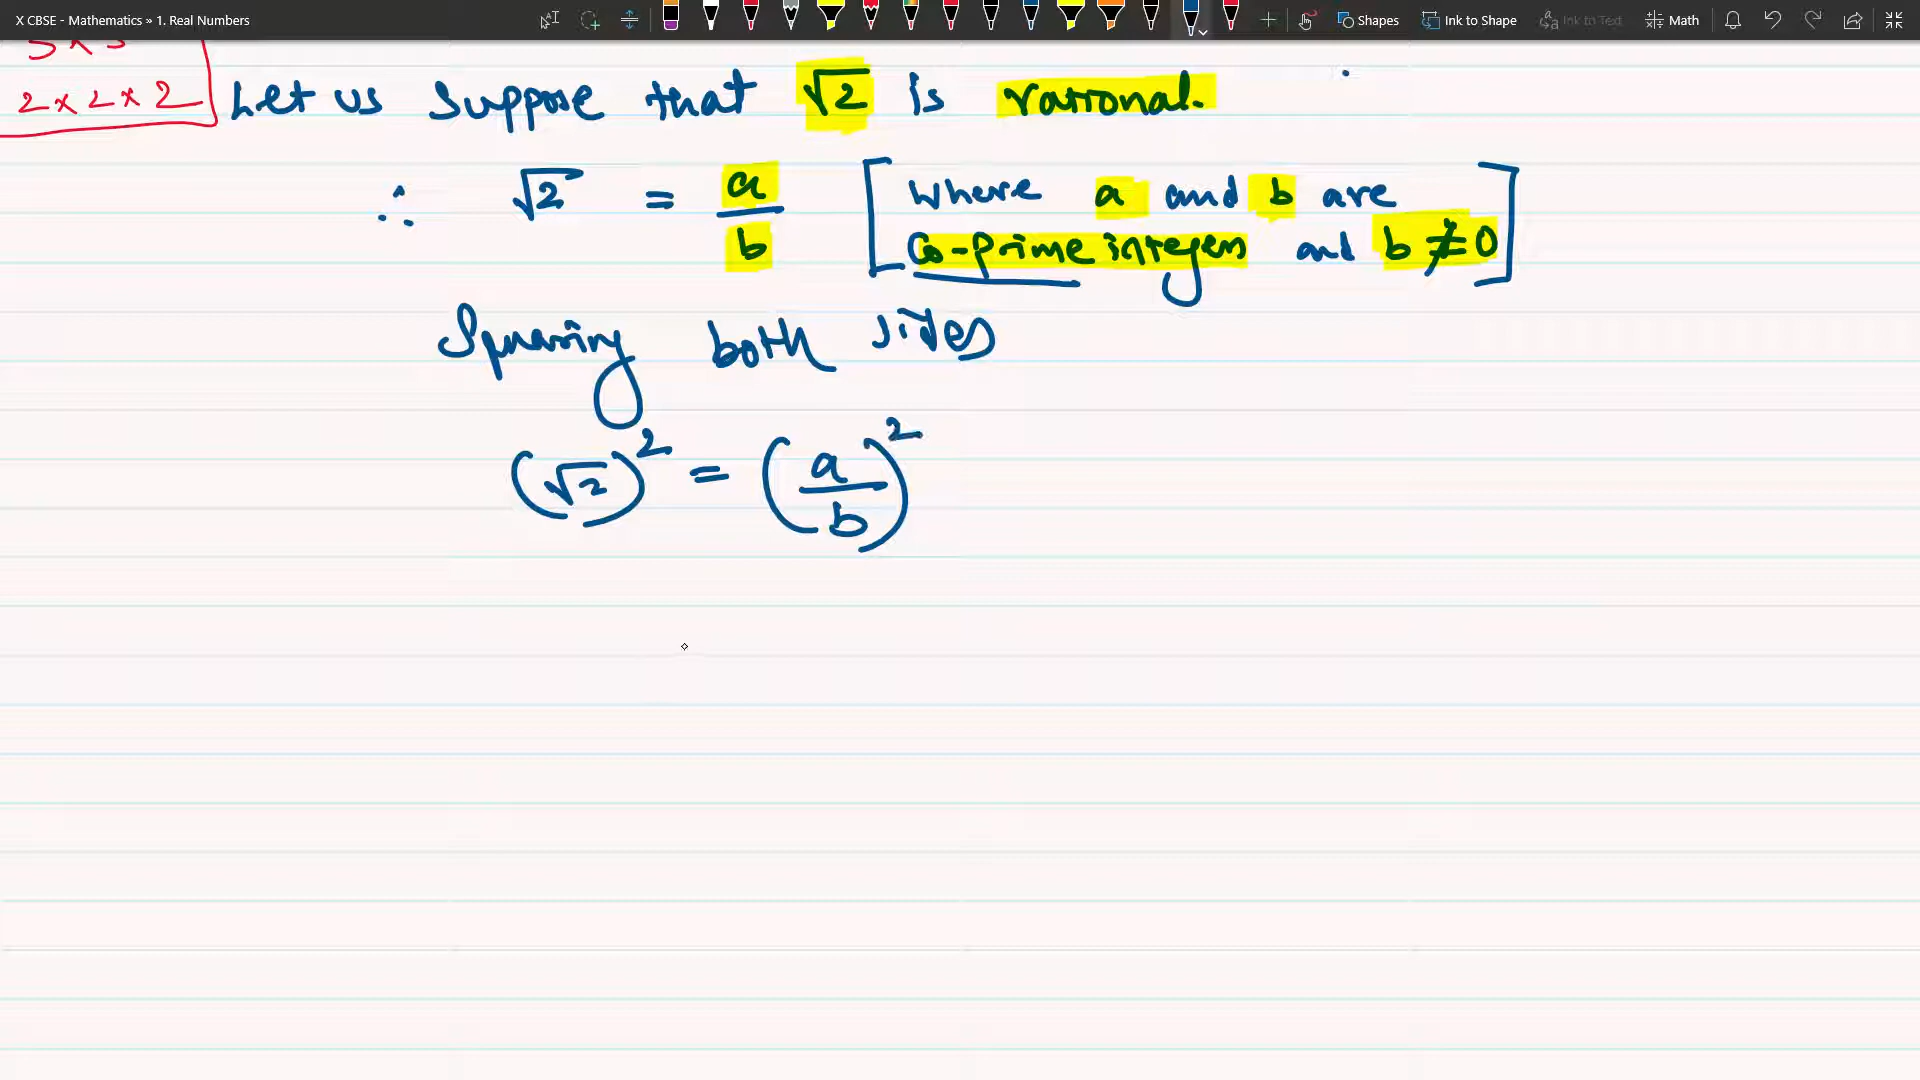 X CBSE - Mathematics » 1. Real Numbers
Shapes
Ink to Shape
Ink to Text
Math
2 x 2 x 2
Let us suppose that √2 is rational.
∴ √2 = a/b [where a and b are
Co-prime integers and b ≠ 0]
Squaring both sides
(√2)² = (a/b)²